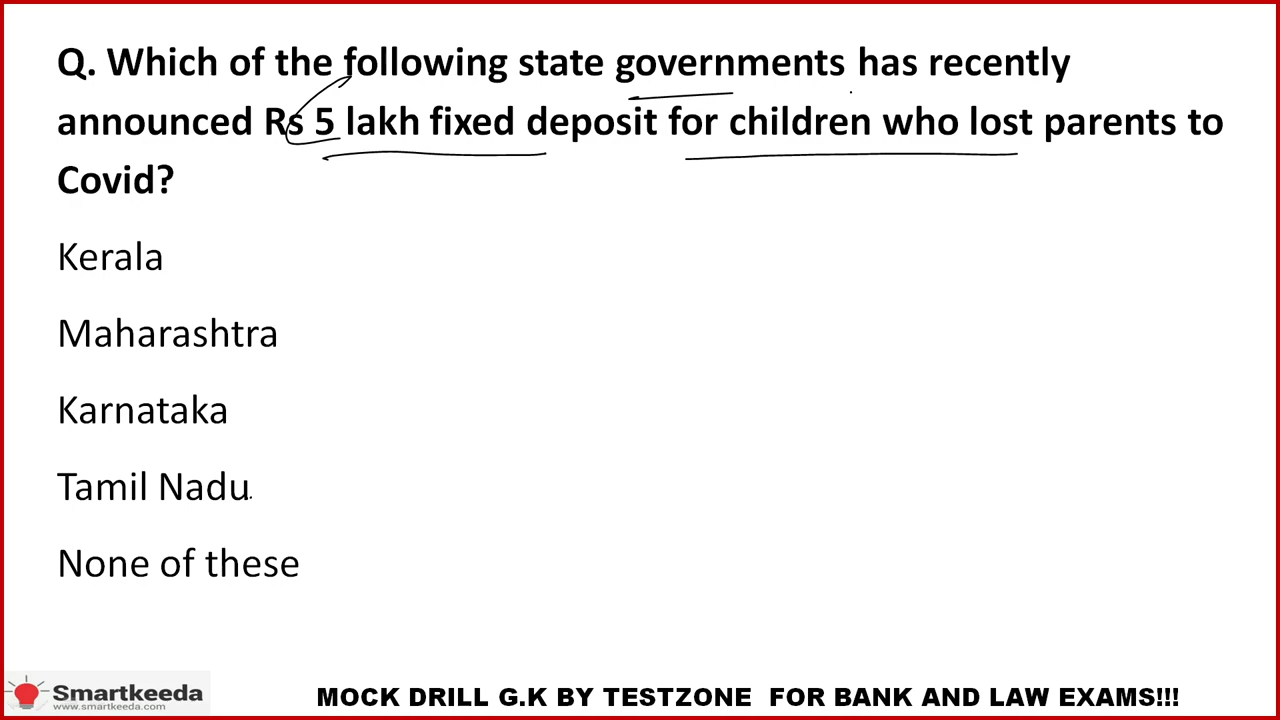 Q. Which of the following state governments has recently
announced Rs 5 lakh fixed deposit for children who lost parents to
Covid?
Kerala
Maharashtra
Karnataka
Tamil Nadu
None of these
Smartkeeda
www.smartkeeda.com
MOCK DRILL G.K BY TESTZONE FOR BANK AND LAW EXAMS!!!